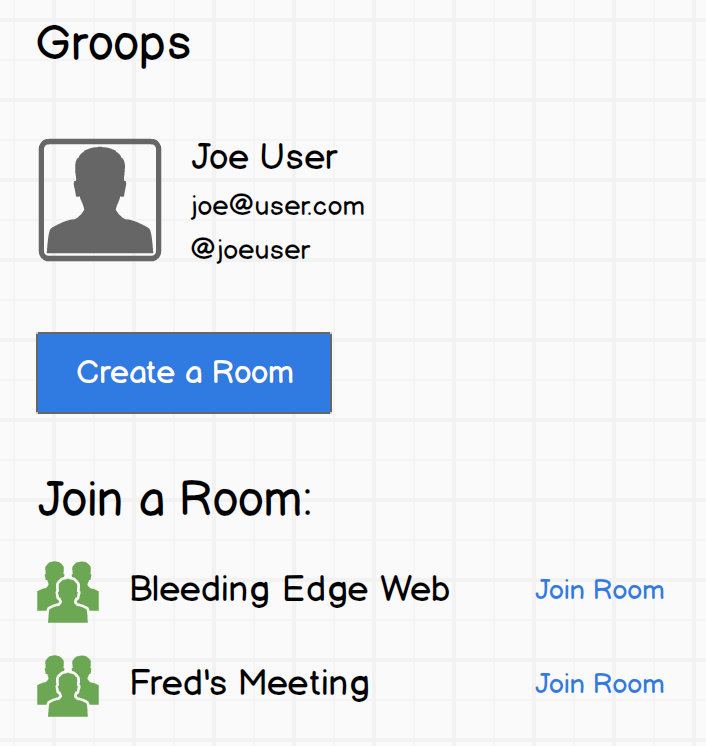 Groops
Joe User
joe@user.com
@joeuser
Create a Room
Join a Room:
Bleeding Edge Web Join Room
Fred's Meeting Join Room